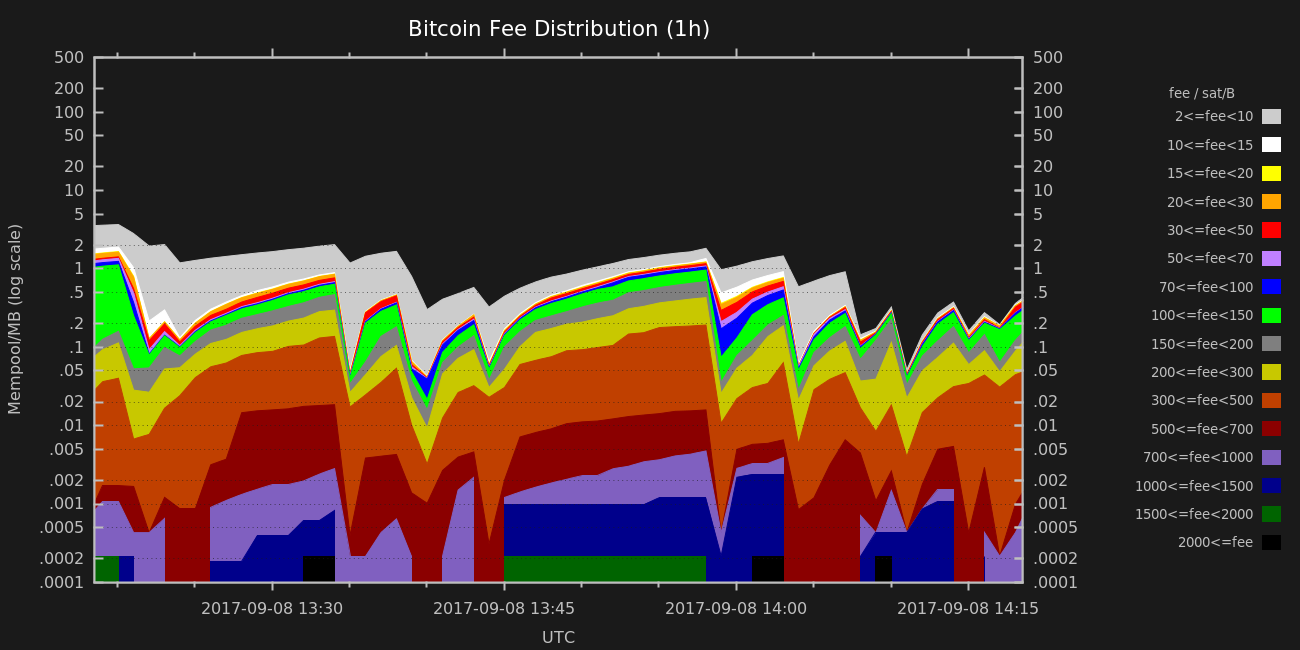 Bitcoin Fee Distribution (1h)
Mempool/MB (log scale)
500
200
100
50
20
10
5
2
1
.5
.2
.1
.05
.02
.01
.005
.002
.001
.0005
.0002
.0001
500
200
100
50
20
10
5
2
1
.5
.2
.1
.05
.02
.01
.005
.002
.001
.0005
.0002
.0001
fee / sat/B
2<=fee<10
10<=fee<15
15<=fee<20
20<=fee<30
30<=fee<50
50<=fee<70
70<=fee<100
100<=fee<150
150<=fee<200
200<=fee<300
300<=fee<500
500<=fee<700
700<=fee<1000
1000<=fee<1500
1500<=fee<2000
2000<=fee
2017-09-08 13:30 2017-09-08 13:45 2017-09-08 14:00 2017-09-08 14:15
UTC